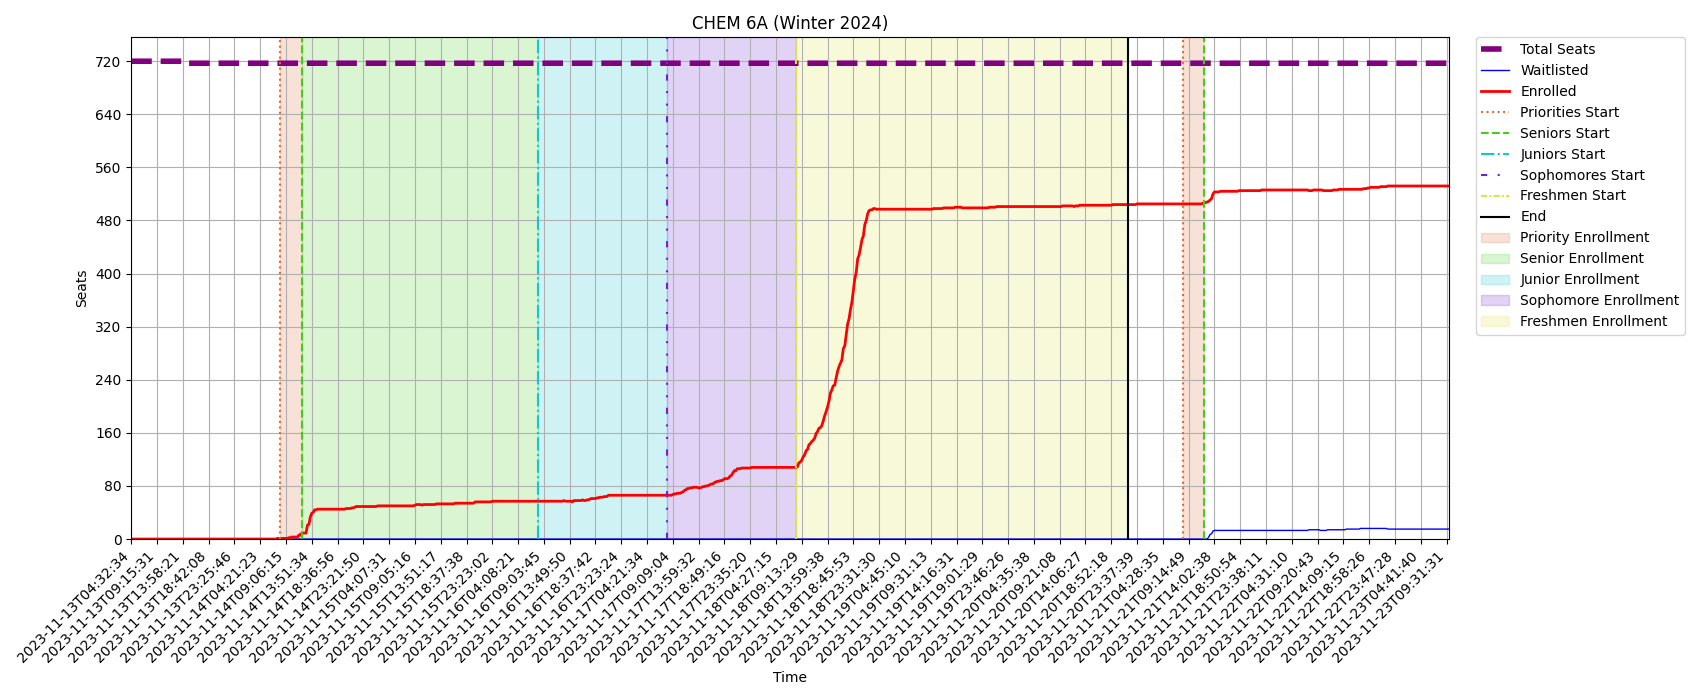 CHEM 6A (Winter 2024)
Seats
720
640
560
480
400
320
240
160
80
0
2023-11-13T04:32:34
2023-11-13T09:15:31
2023-11-13T13:58:21
2023-11-13T18:42:08
2023-11-13T23:25:46
2023-11-14T04:21:23
2023-11-14T09:06:15
2023-11-14T13:51:34
2023-11-14T18:36:56
2023-11-14T23:21:50
2023-11-15T04:07:31
2023-11-15T09:05:16
2023-11-15T13:51:17
2023-11-15T18:37:38
2023-11-15T23:23:02
2023-11-16T04:08:21
2023-11-16T09:03:45
2023-11-16T13:49:50
2023-11-16T18:37:42
2023-11-16T23:23:24
2023-11-17T04:21:34
2023-11-17T09:09:04
2023-11-17T13:59:32
2023-11-17T18:49:16
2023-11-17T23:35:20
2023-11-18T04:27:15
2023-11-18T09:13:29
2023-11-18T13:59:38
2023-11-18T18:45:53
2023-11-18T23:31:30
2023-11-19T04:45:10
2023-11-19T09:31:13
2023-11-19T14:16:31
2023-11-19T19:01:29
2023-11-19T23:46:26
2023-11-20T04:35:38
2023-11-20T09:21:08
2023-11-20T14:06:27
2023-11-20T18:52:18
2023-11-20T23:37:39
2023-11-21T04:28:35
2023-11-21T09:14:49
2023-11-21T14:02:38
2023-11-21T18:50:54
2023-11-21T23:38:11
2023-11-22T04:31:10
2023-11-22T09:20:43
2023-11-22T14:09:15
2023-11-22T18:58:26
2023-11-22T23:47:28
2023-11-23T04:41:40
2023-11-23T09:31:31
Time
Total Seats
Waitlisted
Enrolled
Priorities Start
Seniors Start
Juniors Start
Sophomores Start
Freshmen Start
End
Priority Enrollment
Senior Enrollment
Junior Enrollment
Sophomore Enrollment
Freshmen Enrollment